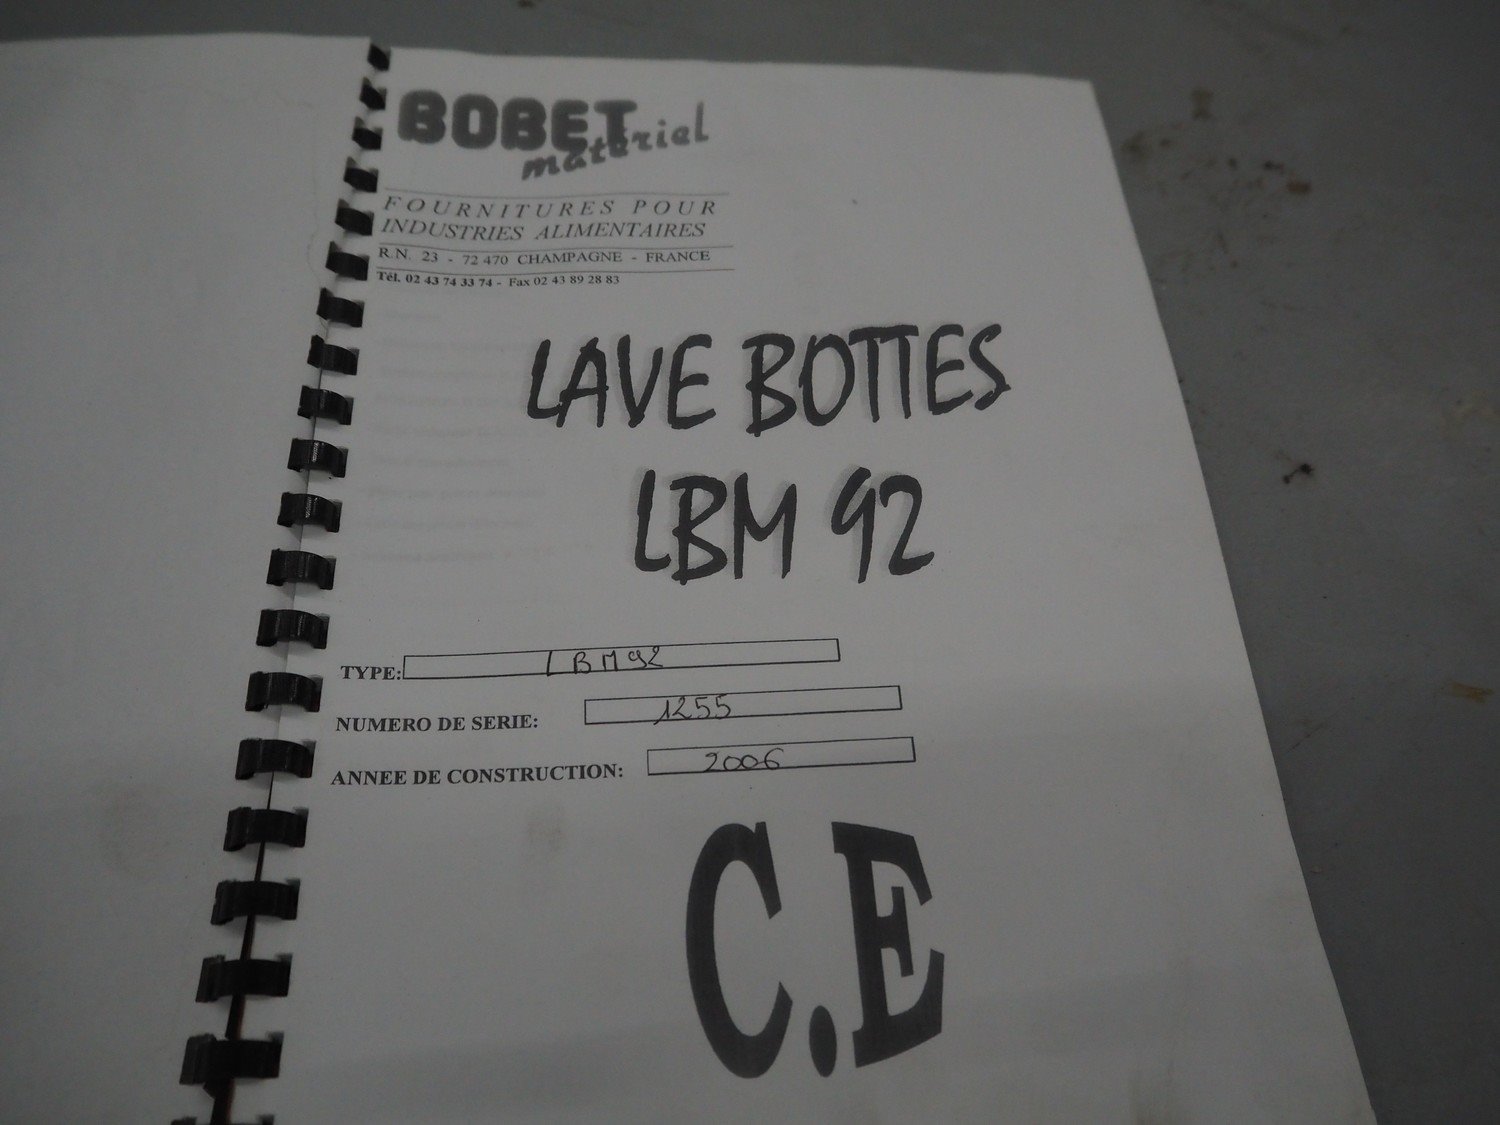 BOBET
matériel
FOURNITURES POUR
INDUSTRIES ALIMENTAIRES
R.N. 23 - 72 470 CHAMPAGNE - FRANCE
Tél. 02 43 74 33 74 - Fax 02 43 89 28 83
LAVE BOTTES
LBM 92
TYPE: LBM92
NUMERO DE SERIE: 1255
ANNEE DE CONSTRUCTION: 2006
C.E